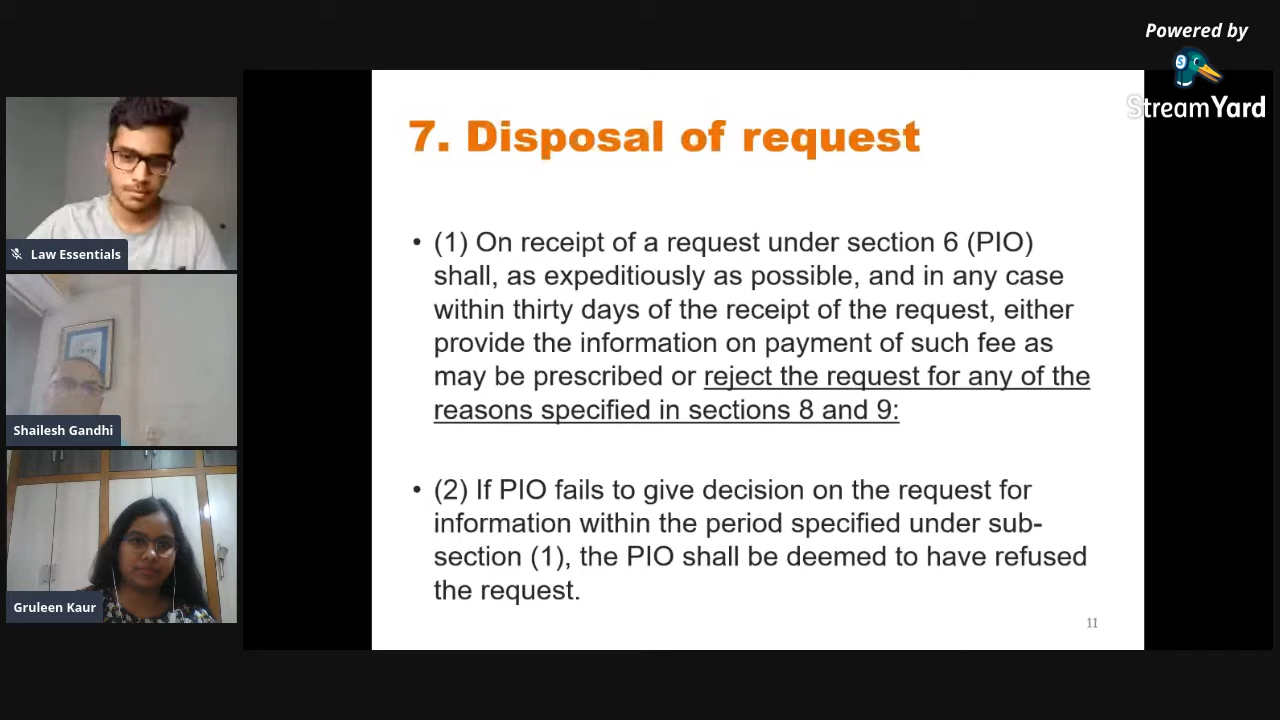 Powered by
StreamYard
Law Essentials
Shailesh Gandhi
Gruleen Kaur
7. Disposal of request
• (1) On receipt of a request under section 6 (PIO)
shall, as expeditiously as possible, and in any case
within thirty days of the receipt of the request, either
provide the information on payment of such fee as
may be prescribed or reject the request for any of the
reasons specified in sections 8 and 9:
• (2) If PIO fails to give decision on the request for
information within the period specified under sub-
section (1), the PIO shall be deemed to have refused
the request.
11